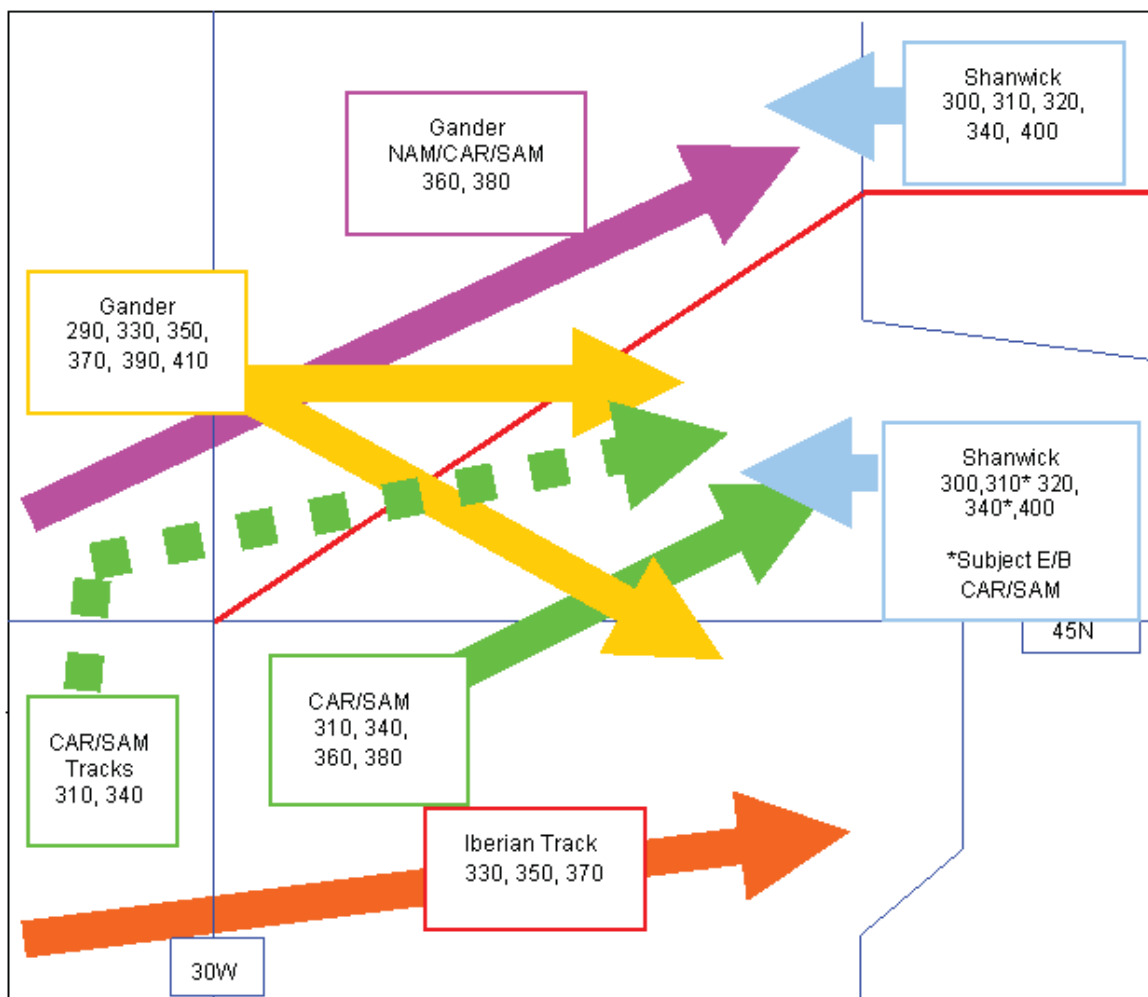 Shanwick
300, 310, 320,
340, 400
Gander
NAM/CAR/SAM
360, 380
Gander
290, 330, 350,
370, 390, 410
Shanwick
300,310* 320,
340*,400
*Subject E/B
CAR/SAM
45N
CAR/SAM
310, 340,
360, 380
CAR/SAM
Tracks
310, 340
Iberian Track
330, 350, 370
30W